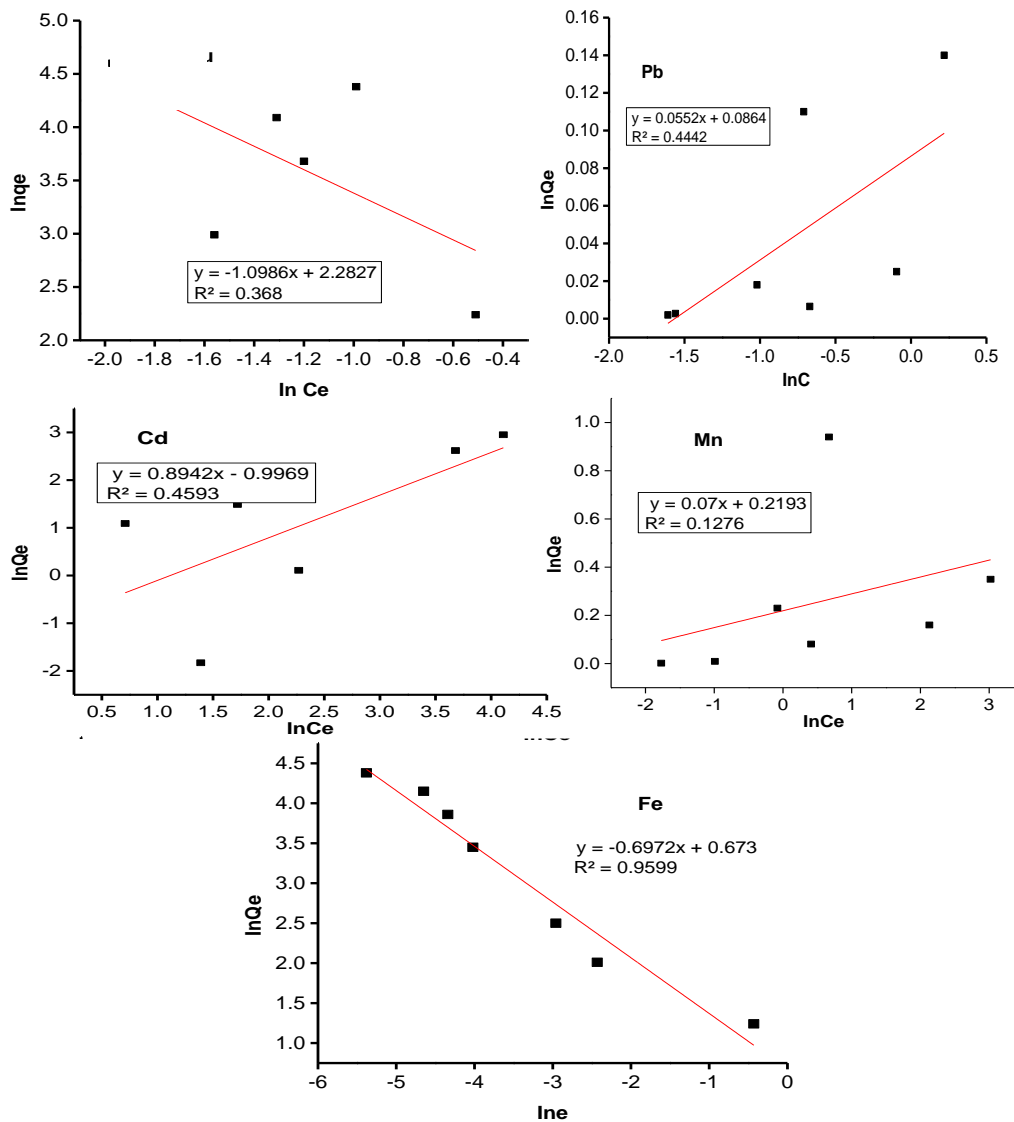 5.0
4.5
4.0
3.5
3.0
2.5
2.0
lnqe
y = -1.0986x + 2.2827
R² = 0.368
-2.0 -1.8 -1.6 -1.4 -1.2 -1.0 -0.8 -0.6 -0.4
ln Ce
0.16
0.14
0.12
0.10
0.08
0.06
0.04
0.02
0.00
lnQe
Pb
y = 0.0552x + 0.0864
R² = 0.4442
-2.0 -1.5 -1.0 -0.5 0.0 0.5
lnC
3
2
1
0
-1
-2
lnQe
Cd
y = 0.8942x - 0.9969
R² = 0.4593
0.5 1.0 1.5 2.0 2.5 3.0 3.5 4.0 4.5
lnCe
1.0
0.8
0.6
0.4
0.2
0.0
lnQe
Mn
y = 0.07x + 0.2193
R² = 0.1276
-2 -1 0 1 2 3
lnCe
4.5
4.0
3.5
3.0
2.5
2.0
1.5
1.0
lnQe
Fe
y = -0.6972x + 0.673
R² = 0.9599
-6 -5 -4 -3 -2 -1 0
lne